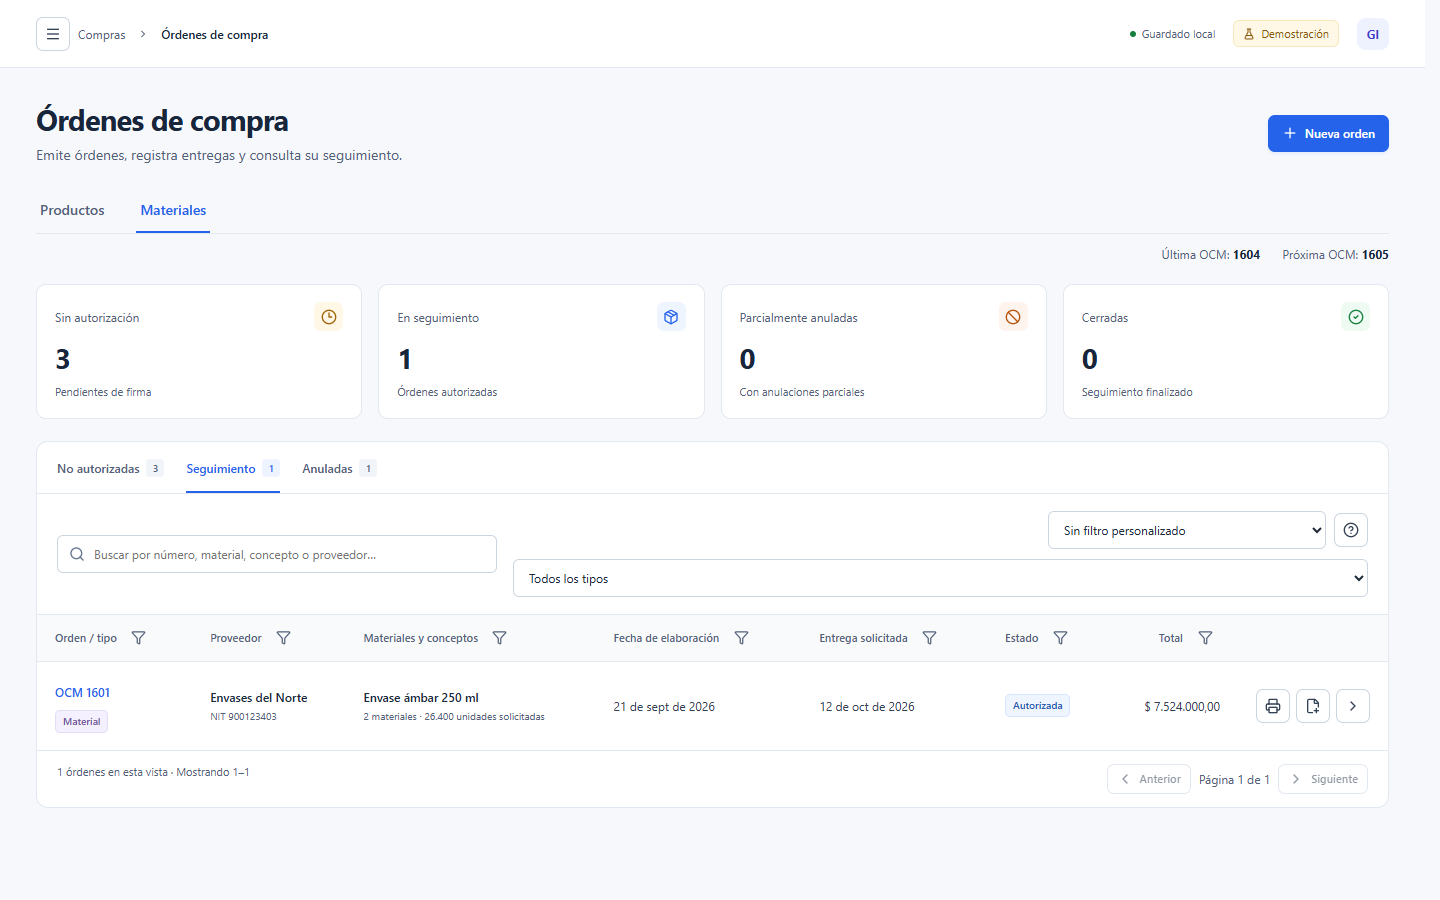 Compras
Órdenes de compra
Guardado local
Demostración
GI
Órdenes de compra
Emite órdenes, registra entregas y consulta su seguimiento.
Nueva orden
Productos
Materiales
Última OCM: 1604
Próxima OCM: 1605
Sin autorización
3
Pendientes de firma
En seguimiento
1
Órdenes autorizadas
Parcialmente anuladas
0
Con anulaciones parciales
Cerradas
0
Seguimiento finalizado
No autorizadas 3
Seguimiento 1
Anuladas 1
Sin filtro personalizado
Buscar por número, material, concepto o proveedor...
Todos los tipos
Orden / tipo
Proveedor
Materiales y conceptos
Fecha de elaboración
Entrega solicitada
Estado
Total
OCM 1601
Material
Envases del Norte
NIT 900123403
Envase ámbar 250 ml
2 materiales · 26.400 unidades solicitadas
21 de sept de 2026
12 de oct de 2026
Autorizada
$ 7.524.000,00
1 órdenes en esta vista · Mostrando 1–1
Anterior
Página 1 de 1
Siguiente